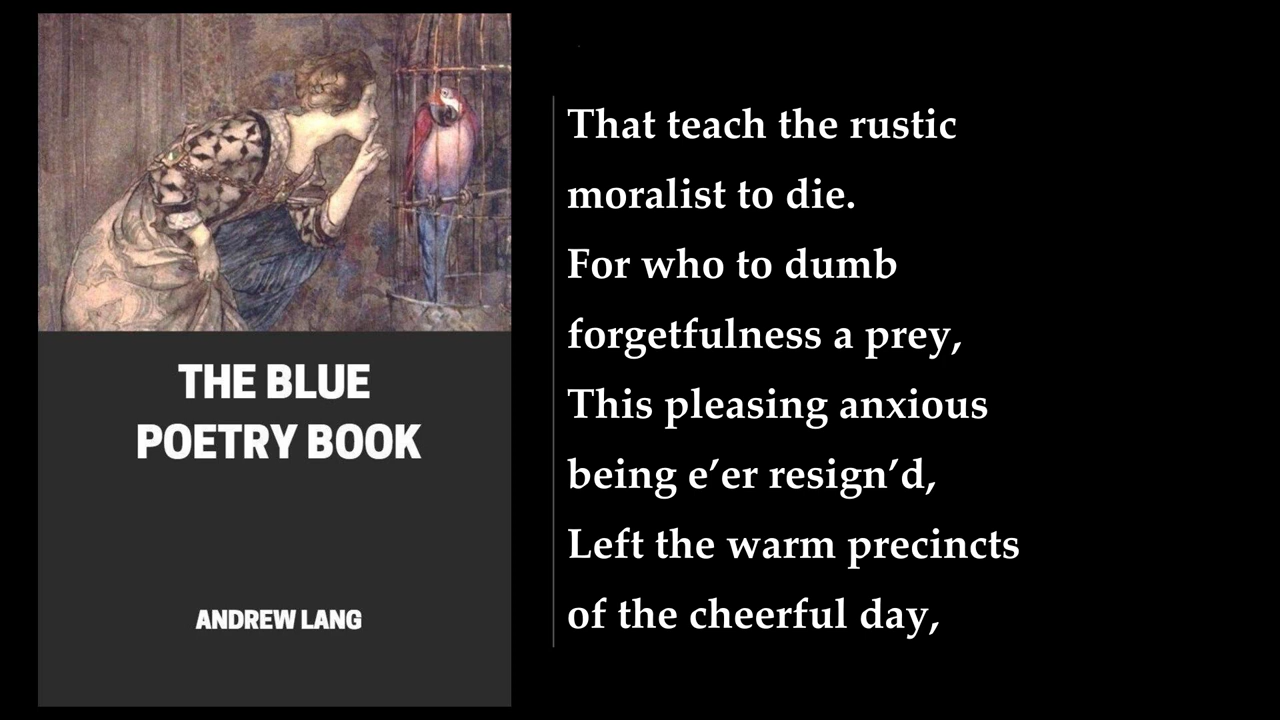 THE BLUE
POETRY BOOK
ANDREW LANG
That teach the rustic
moralist to die.
For who to dumb
forgetfulness a prey,
This pleasing anxious
being e’er resign’d,
Left the warm precincts
of the cheerful day,